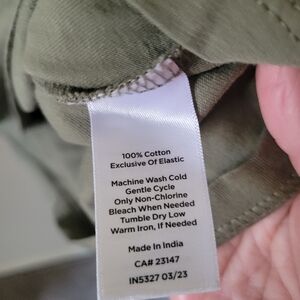 100% Cotton
Exclusive Of Elastic
Machine Wash Cold
Gentle Cycle
Only Non-Chlorine
Bleach When Needed
Tumble Dry Low
Warm Iron, If Needed
Made In India
CA# 23147
IN5327 03/23